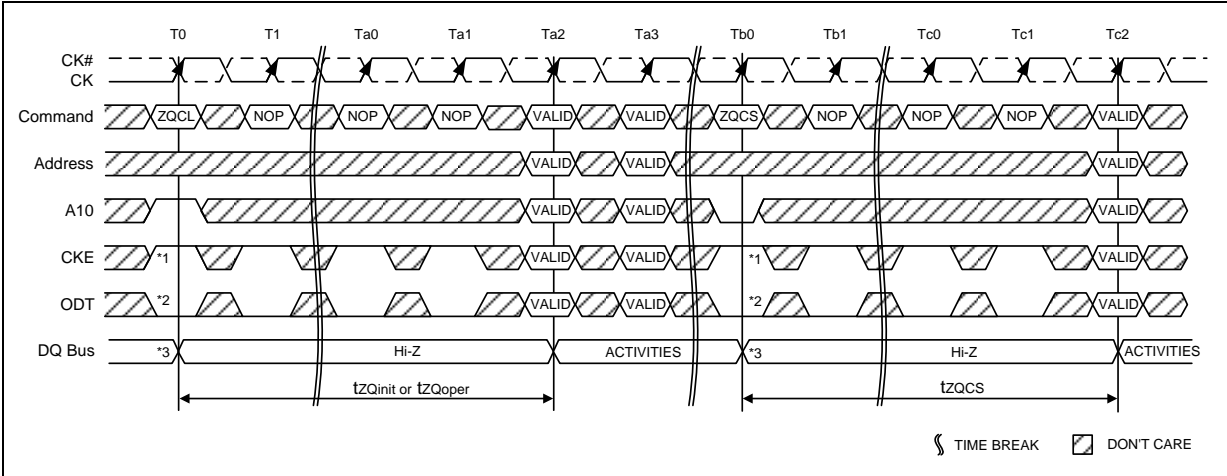 T0 T1 Ta0 Ta1 Ta2 Ta3 Tb0 Tb1 Tc0 Tc1 Tc2
CK#
CK
Command ZQCL NOP NOP NOP VALID VALID ZQCS NOP NOP NOP VALID
Address VALID VALID VALID
A10 VALID VALID VALID
CKE *1 VALID VALID *1 VALID
ODT *2 VALID VALID *2 VALID
DQ Bus *3 Hi-Z ACTIVITIES *3 Hi-Z ACTIVITIES
tZQinit or tZQoper tZQCS
TIME BREAK DON'T CARE